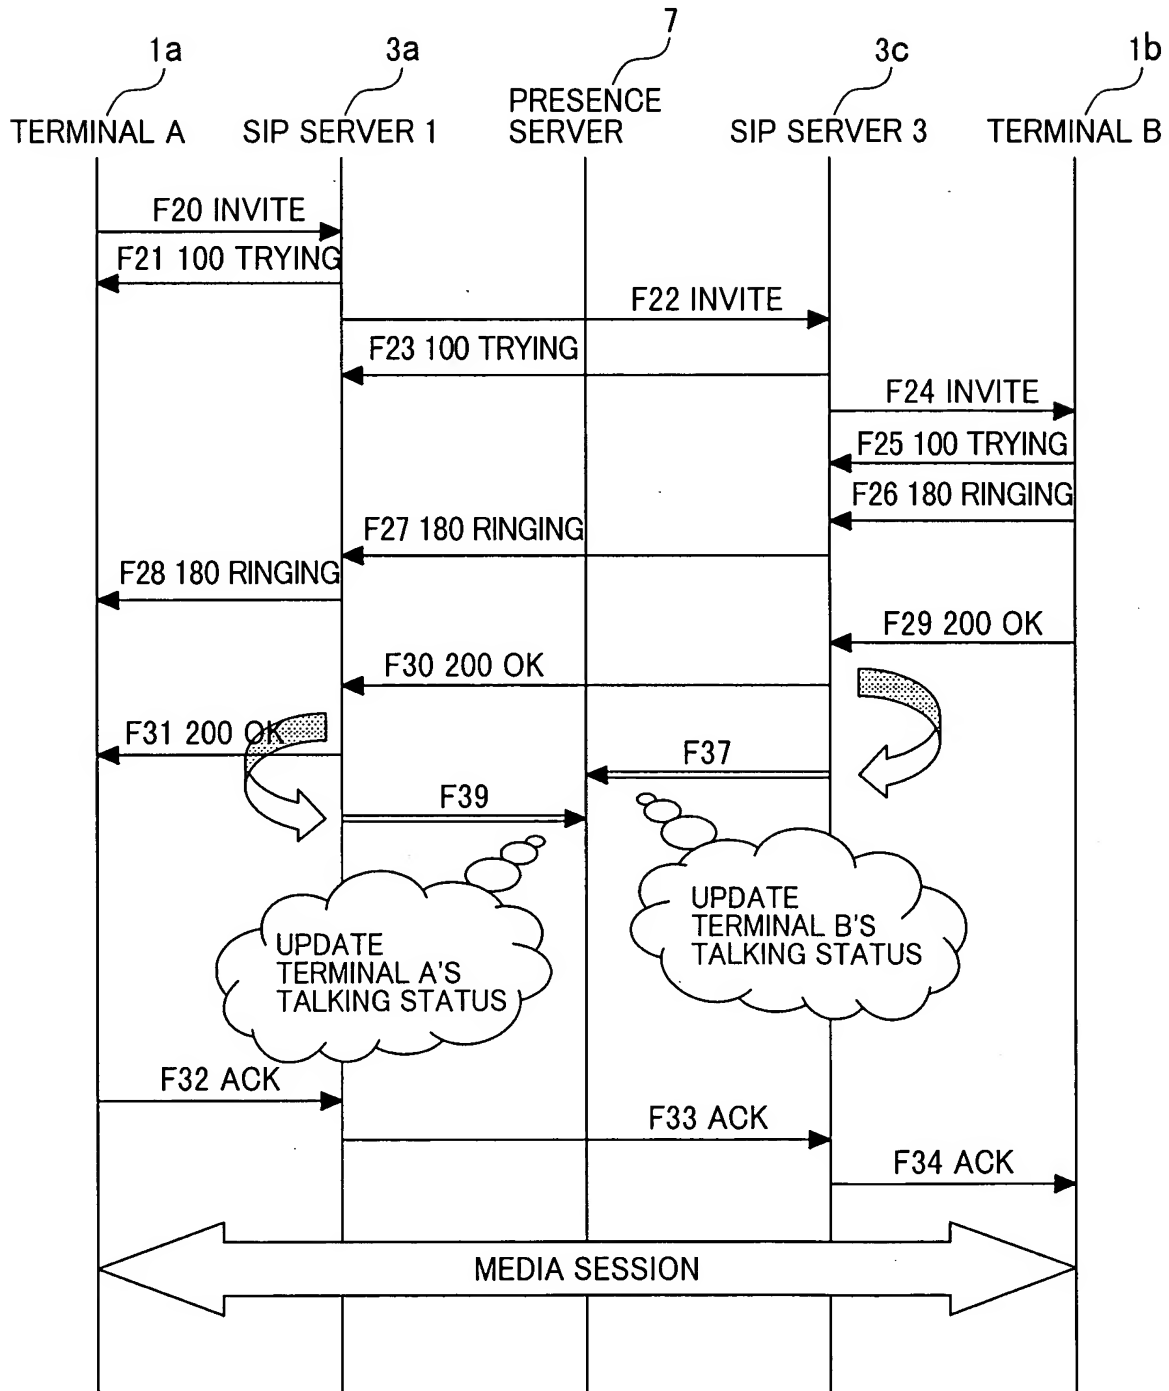 1a
3a
7
3c
1b
TERMINAL A
SIP SERVER 1
PRESENCE
SERVER
SIP SERVER 3
TERMINAL B
F20 INVITE
F21 100 TRYING
F22 INVITE
F23 100 TRYING
F24 INVITE
F25 100 TRYING
F26 180 RINGING
F27 180 RINGING
F28 180 RINGING
F29 200 OK
F30 200 OK
F31 200 OK
F37
F39
UPDATE
TERMINAL B'S
TALKING STATUS
UPDATE
TERMINAL A'S
TALKING STATUS
F32 ACK
F33 ACK
F34 ACK
MEDIA SESSION